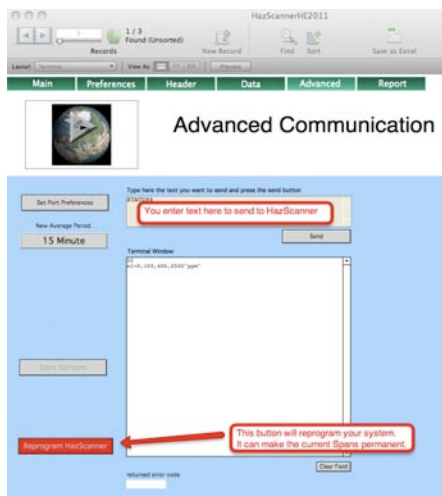 HazScannerHE2011
1 / 3
Found (Unsorted)
Records
New Record
Find
Sort
Save as Excel
Layout:
View As:
Preview
Main
Preferences
Header
Data
Advanced
Report
Advanced Communication
Type here the text you want to send and press the send button
You enter text here to send to HazScanner
Set Port Preferences
New Average Period
15 Minute
Send
Terminal Window
Zero Sensors
Reprogram HazScanner
This button will reprogram your system.
It can make the current Spans permanent.
Clear Field
returned error code